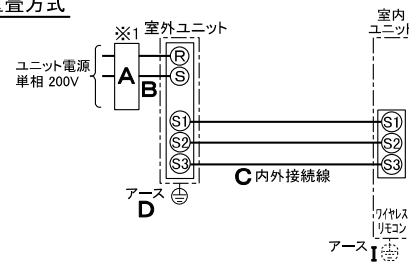 畳方式
※1
室外ユニット
室内
ユニット
ユニット電源
単相 200V
A
B
R
S
S1
S2
S3
S1
S2
S3
C 内外接続線
アース
D
ワイヤレス
リモコン
アース I